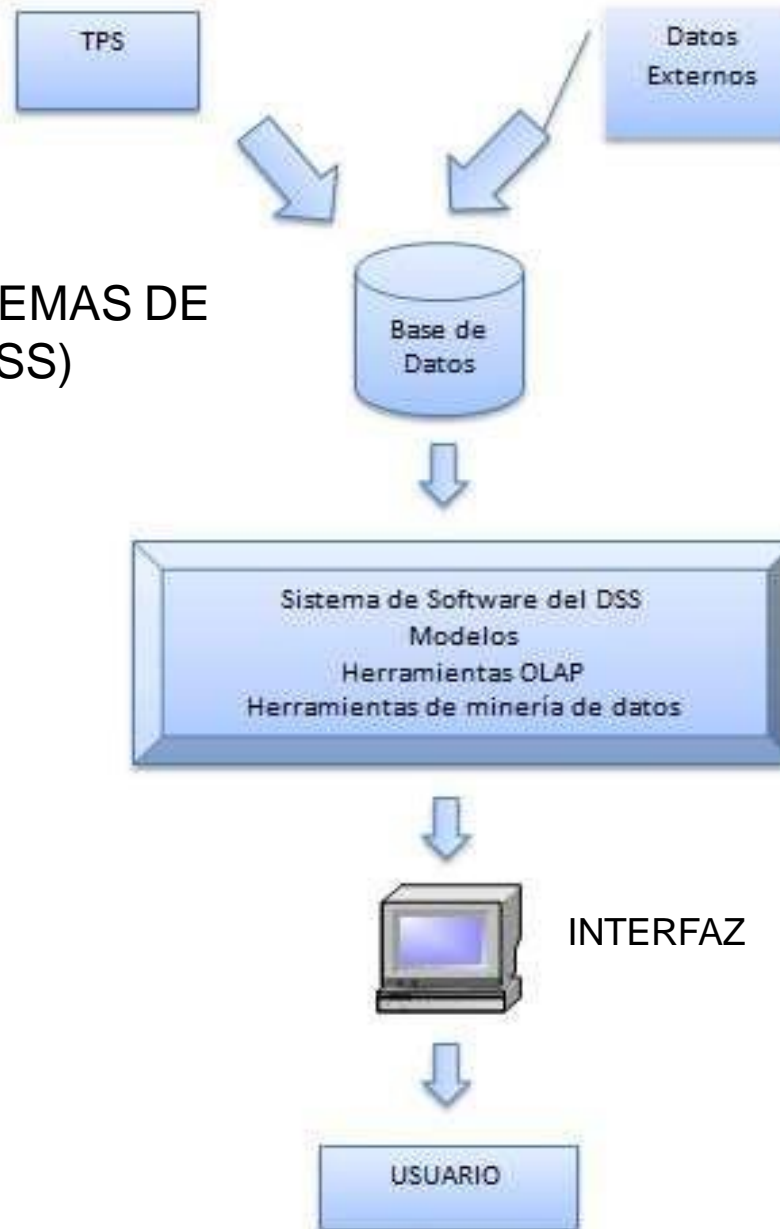 TPS
Datos
Externos
EMAS DE
SS)
Base de
Datos
Sistema de Software del DSS
Modelos
Herramientas OLAP
Herramientas de minería de datos
INTERFAZ
USUARIO